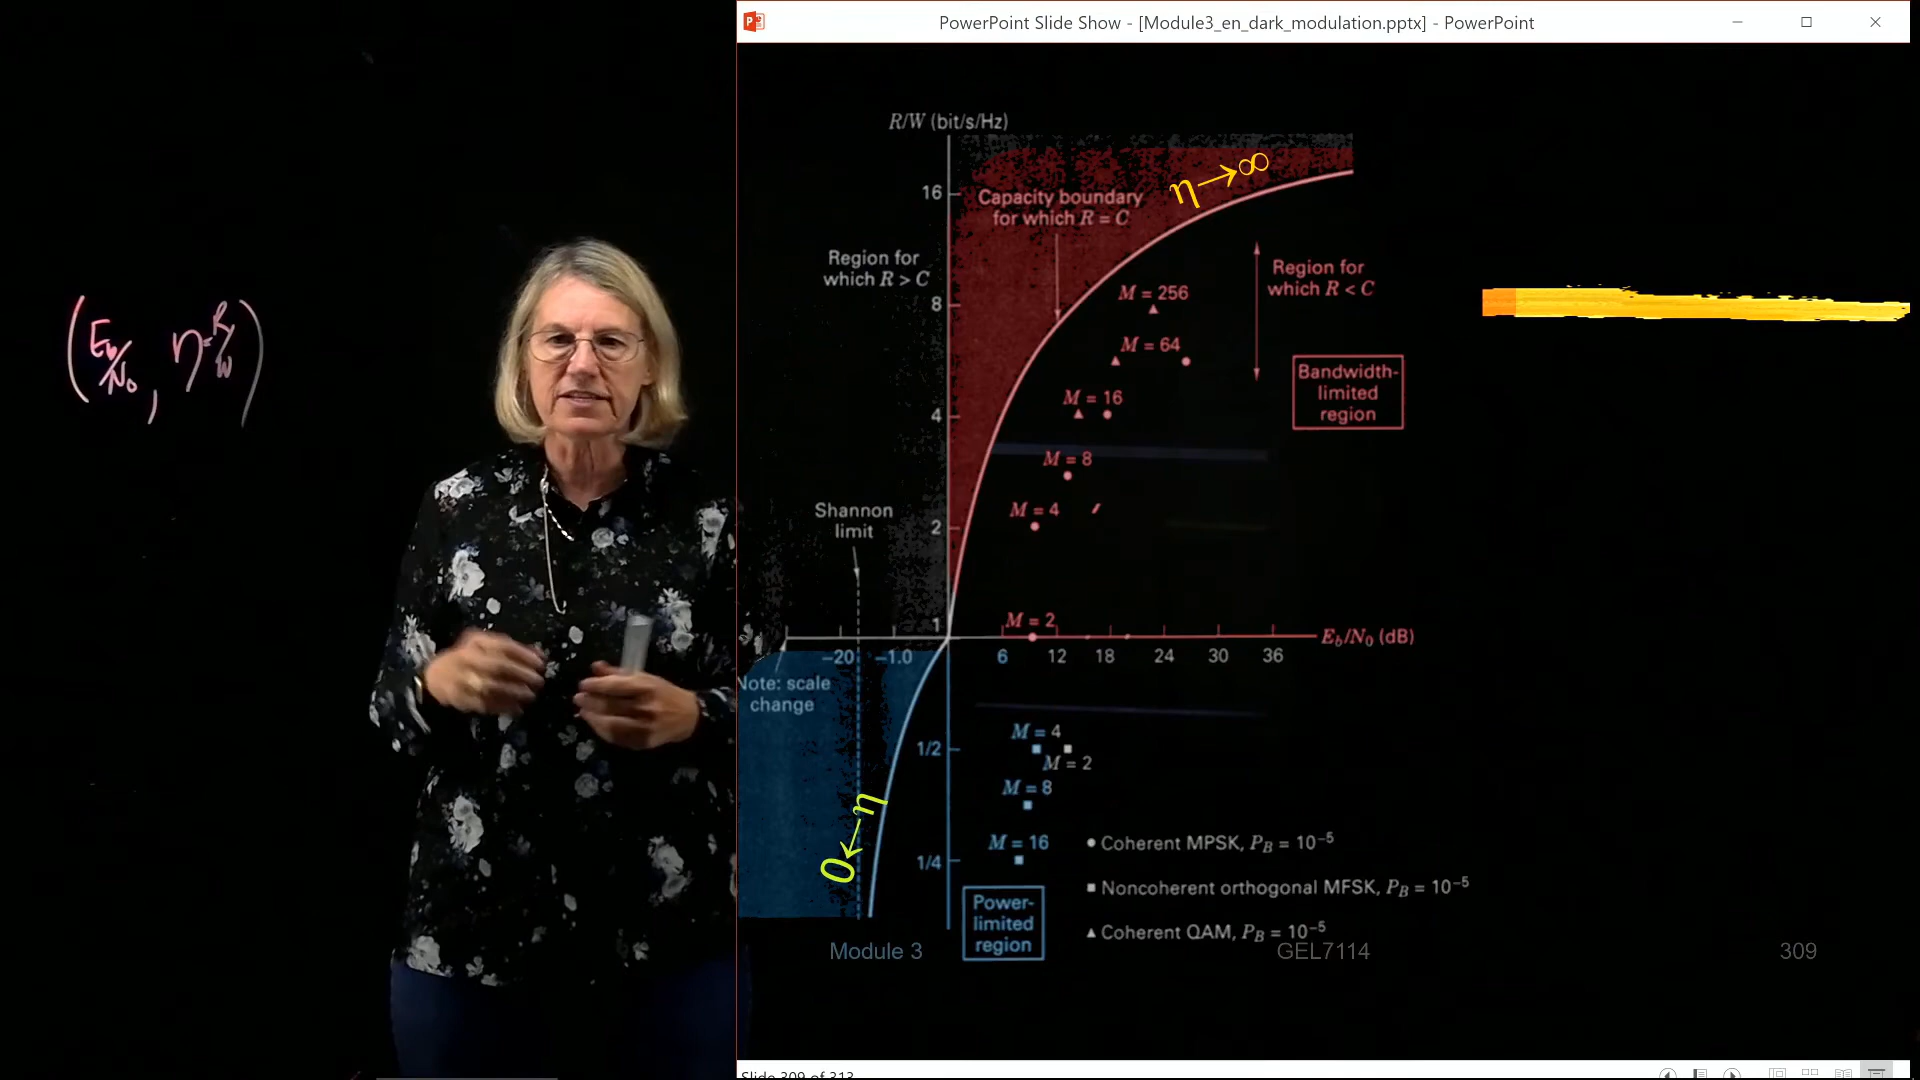 PowerPoint Slide Show - [Module3_en_dark_modulation.pptx] - PowerPoint
(Eb/N0, η=R/W)
R/W (bit/s/Hz)
η→∞
16
Capacity boundary
for which R = C
Region for
which R > C
Region for
which R < C
8
M = 256
M = 64
Bandwidth-
limited
region
M = 16
4
M = 8
M = 4
Shannon
limit
2
M = 2
1
Eb/N0 (dB)
−20 −1.0 6 12 18 24 30 36
Note: scale
change
M = 4
1/2
M = 2
M = 8
η→0
M = 16
1/4
Coherent MPSK, PB = 10−5
Noncoherent orthogonal MFSK, PB = 10−5
Coherent QAM, PB = 10−5
Power-
limited
region
Module 3
GEL7114
309
Slide 309 of 313